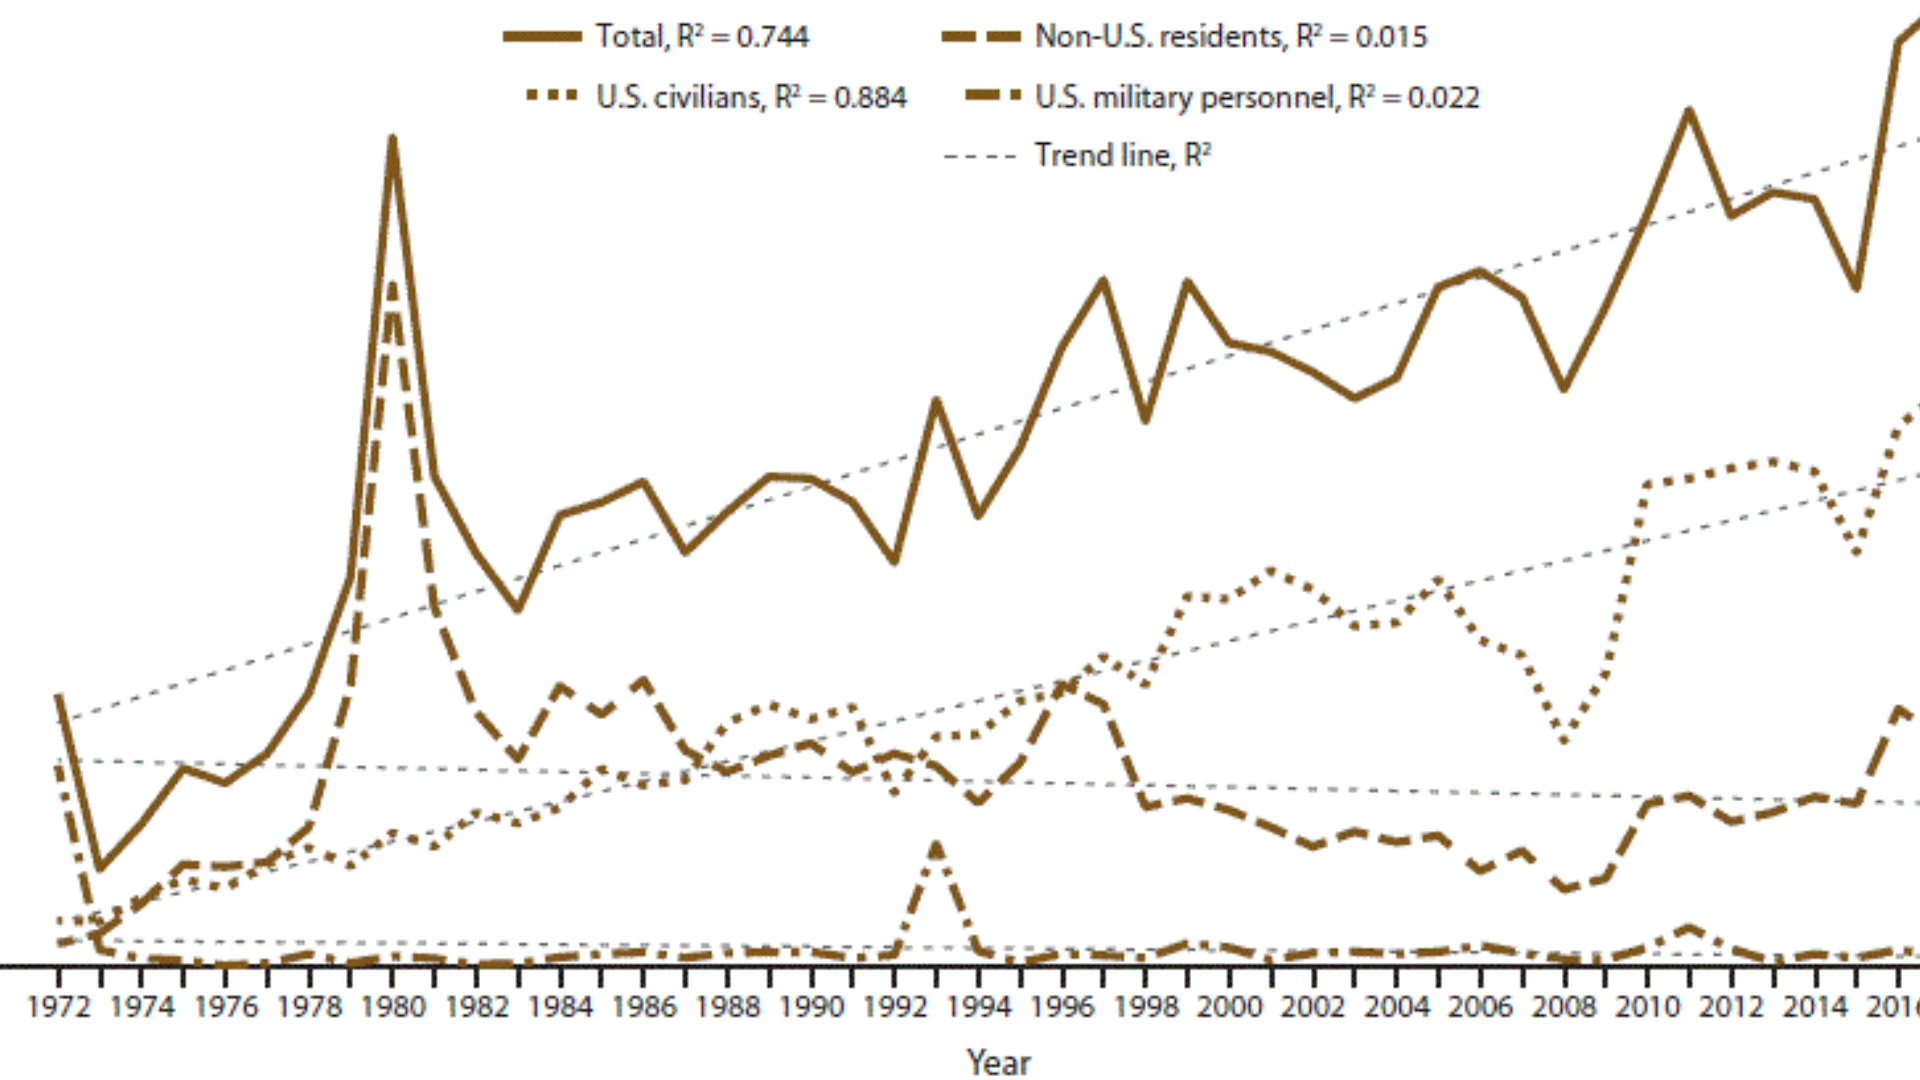 Total, R² = 0.744
Non-U.S. residents, R² = 0.015
U.S. civilians, R² = 0.884
U.S. military personnel, R² = 0.022
Trend line, R²
1972 1974 1976 1978 1980 1982 1984 1986 1988 1990 1992 1994 1996 1998 2000 2002 2004 2006 2008 2010 2012 2014 2016
Year